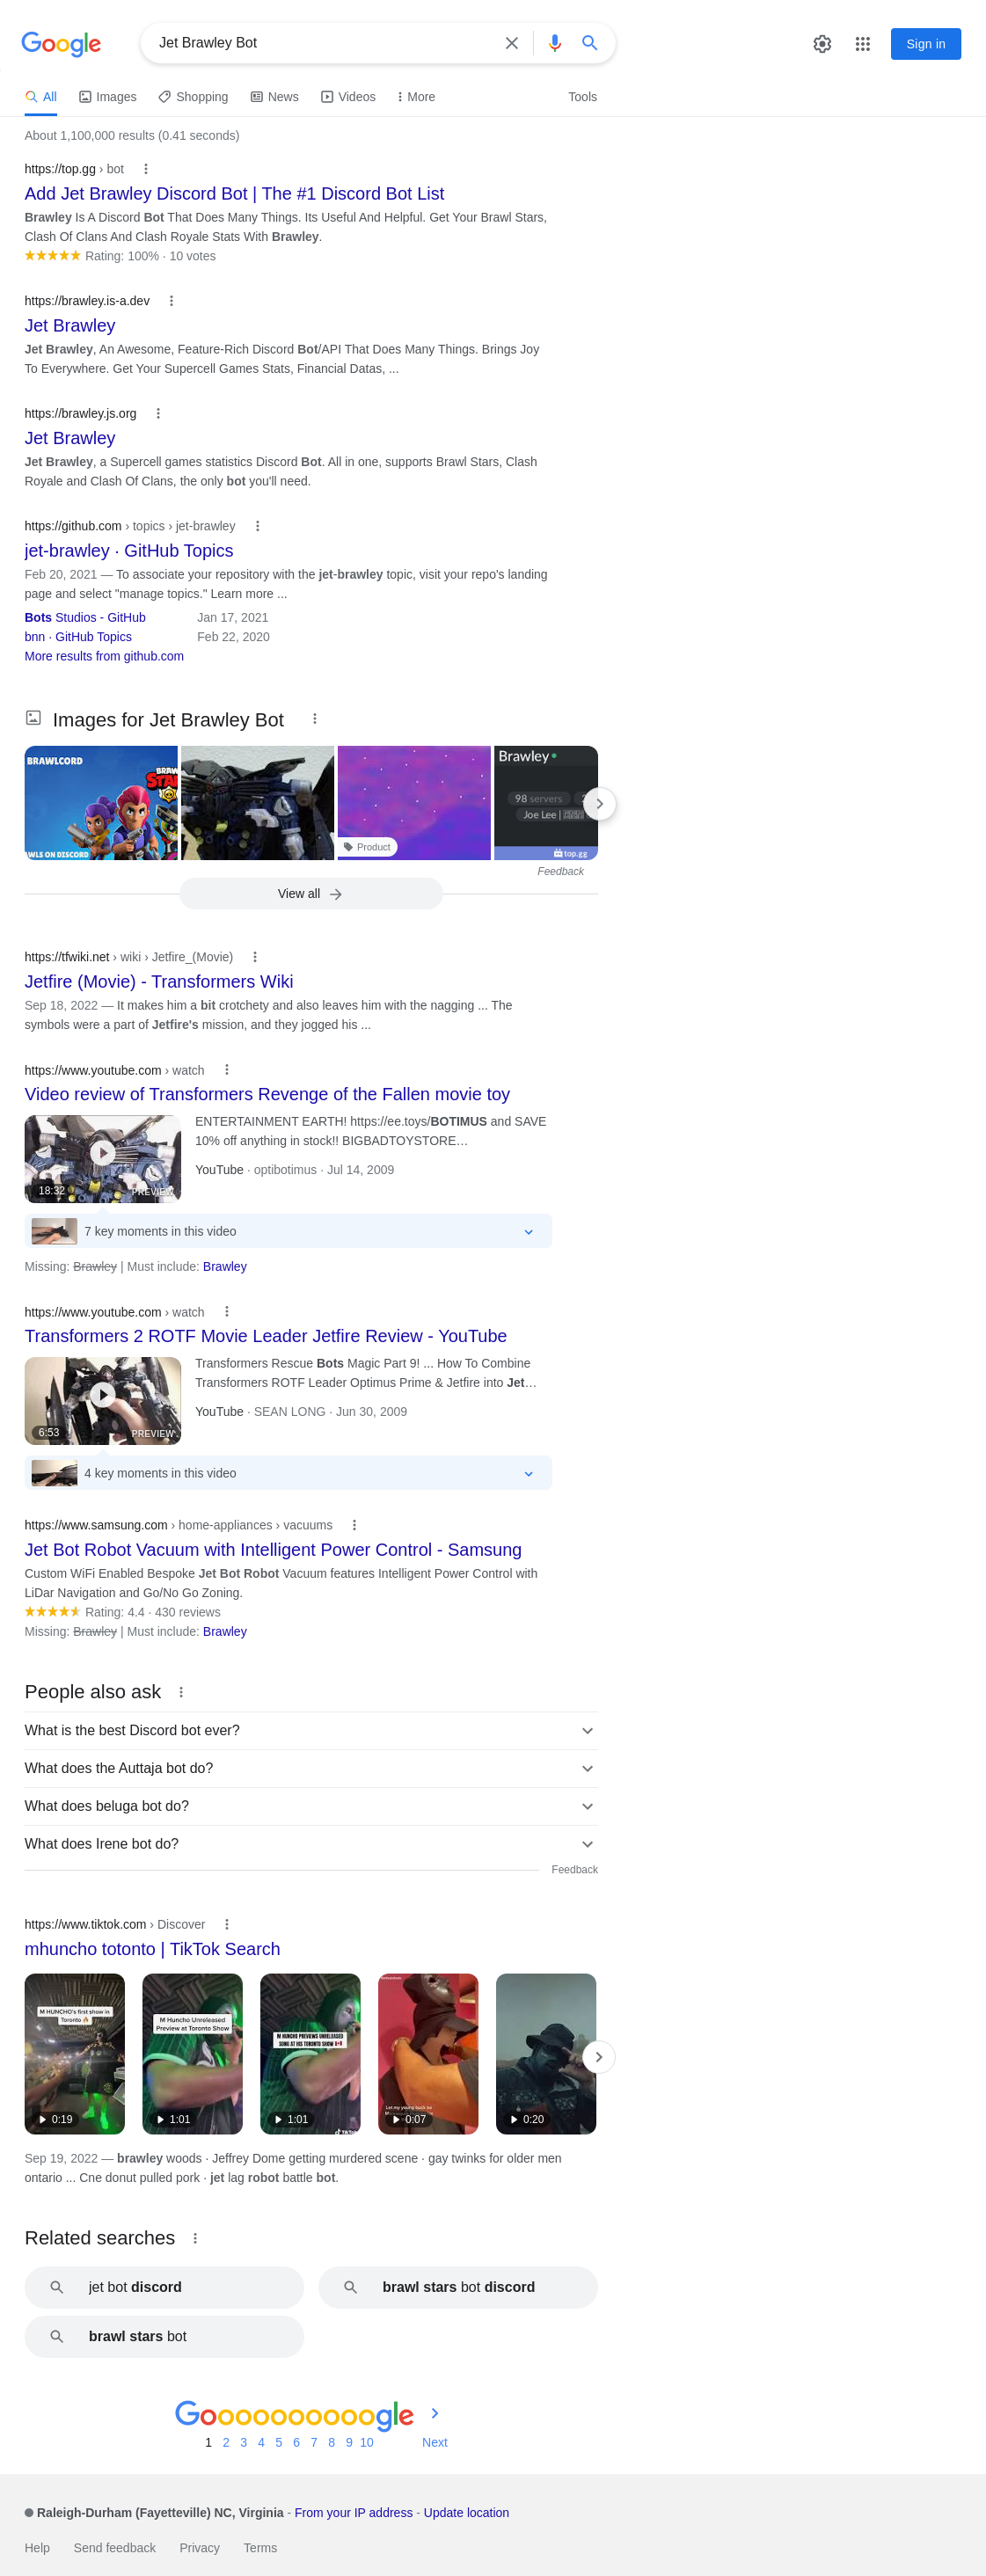 Google
Jet Brawley Bot
Sign in
All
Images
Shopping
News
Videos
More
Tools
About 1,100,000 results (0.41 seconds)
https://top.gg › bot
Add Jet Brawley Discord Bot | The #1 Discord Bot List
Brawley Is A Discord Bot That Does Many Things. Its Useful And Helpful. Get Your Brawl Stars,
Clash Of Clans And Clash Royale Stats With Brawley.
Rating: 100% · 10 votes
https://brawley.is-a.dev
Jet Brawley
Jet Brawley, An Awesome, Feature-Rich Discord Bot/API That Does Many Things. Brings Joy
To Everywhere. Get Your Supercell Games Stats, Financial Datas, ...
https://brawley.js.org
Jet Brawley
Jet Brawley, a Supercell games statistics Discord Bot. All in one, supports Brawl Stars, Clash
Royale and Clash Of Clans, the only bot you'll need.
https://github.com › topics › jet-brawley
jet-brawley · GitHub Topics
Feb 20, 2021 — To associate your repository with the jet-brawley topic, visit your repo's landing
page and select "manage topics." Learn more ...
Bots Studios - GitHub Jan 17, 2021
bnn · GitHub Topics Feb 22, 2020
More results from github.com
Images for Jet Brawley Bot
BRAWLCORD
STARS
WLS ON DISCORD
Product
Brawley
98 servers
Joe Lee |
top.gg
Feedback
View all
https://tfwiki.net › wiki › Jetfire_(Movie)
Jetfire (Movie) - Transformers Wiki
Sep 18, 2022 — It makes him a bit crotchety and also leaves him with the nagging ... The
symbols were a part of Jetfire's mission, and they jogged his ...
https://www.youtube.com › watch
Video review of Transformers Revenge of the Fallen movie toy
ENTERTAINMENT EARTH! https://ee.toys/BOTIMUS and SAVE
10% off anything in stock!! BIGBADTOYSTORE…
YouTube · optibotimus · Jul 14, 2009
18:32
PREVIEW
7 key moments in this video
Missing: Brawley | Must include: Brawley
https://www.youtube.com › watch
Transformers 2 ROTF Movie Leader Jetfire Review - YouTube
Transformers Rescue Bots Magic Part 9! ... How To Combine
Transformers ROTF Leader Optimus Prime & Jetfire into Jet…
YouTube · SEAN LONG · Jun 30, 2009
6:53
PREVIEW
4 key moments in this video
https://www.samsung.com › home-appliances › vacuums
Jet Bot Robot Vacuum with Intelligent Power Control - Samsung
Custom WiFi Enabled Bespoke Jet Bot Robot Vacuum features Intelligent Power Control with
LiDar Navigation and Go/No Go Zoning.
Rating: 4.4 · 430 reviews
Missing: Brawley | Must include: Brawley
People also ask
What is the best Discord bot ever?
What does the Auttaja bot do?
What does beluga bot do?
What does Irene bot do?
Feedback
https://www.tiktok.com › Discover
mhuncho totonto | TikTok Search
M HUNCHO's first show in
Toronto
0:19
M Huncho Unreleased
Preview at Toronto Show
1:01
M HUNCHO PREVIEWS UNRELEASED
SONG AT HIS TORONTO SHOW
1:01
TikTok
0:07
0:20
Sep 19, 2022 — brawley woods · Jeffrey Dome getting murdered scene · gay twinks for older men
ontario ... Cne donut pulled pork · jet lag robot battle bot.
Related searches
jet bot discord
brawl stars bot discord
brawl stars bot
Goooooooooogle
1 2 3 4 5 6 7 8 9 10 Next
Raleigh-Durham (Fayetteville) NC, Virginia - From your IP address - Update location
Help Send feedback Privacy Terms